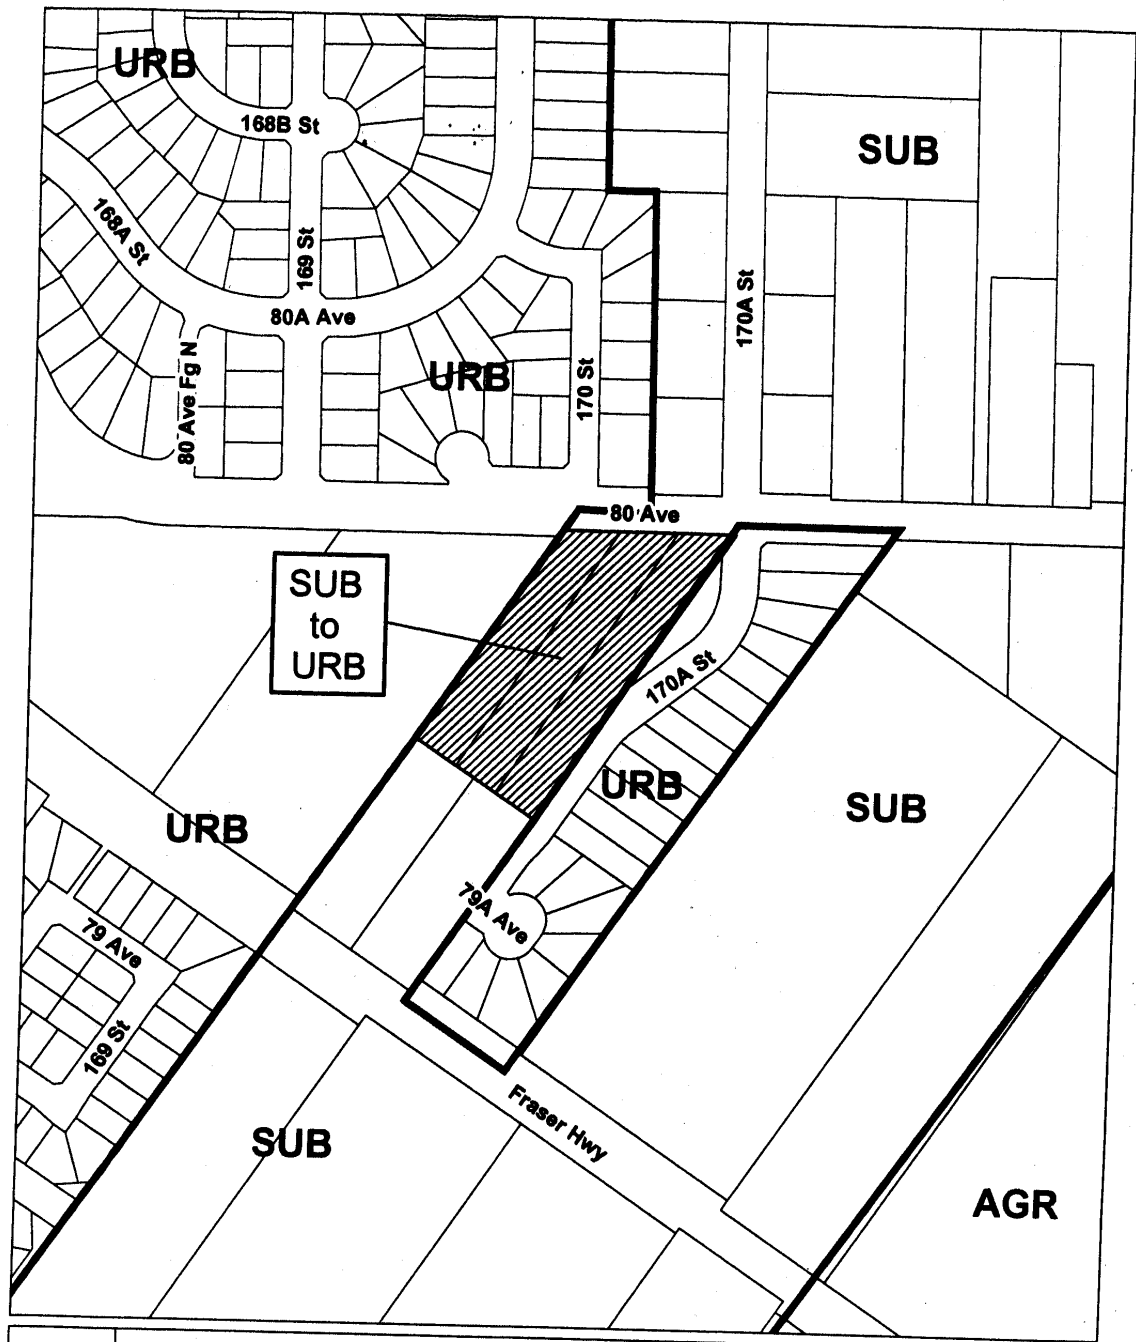 URB
168B St
SUB
168A St
169 St
170A St
80A Ave
80 Ave Fg N
URB
170 St
80 Ave
SUB
to
URB
170A St
URB
SUB
URB
79A Ave
79 Ave
169 St
Fraser Hwy
SUB
AGR